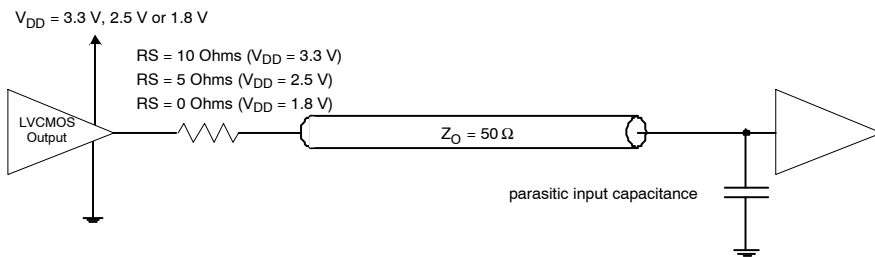 V_DD = 3.3 V, 2.5 V or 1.8 V
RS = 10 Ohms (V_DD = 3.3 V)
RS = 5 Ohms (V_DD = 2.5 V)
RS = 0 Ohms (V_DD = 1.8 V)
LVCMOS
Output
Z_O = 50 Ω
parasitic input capacitance